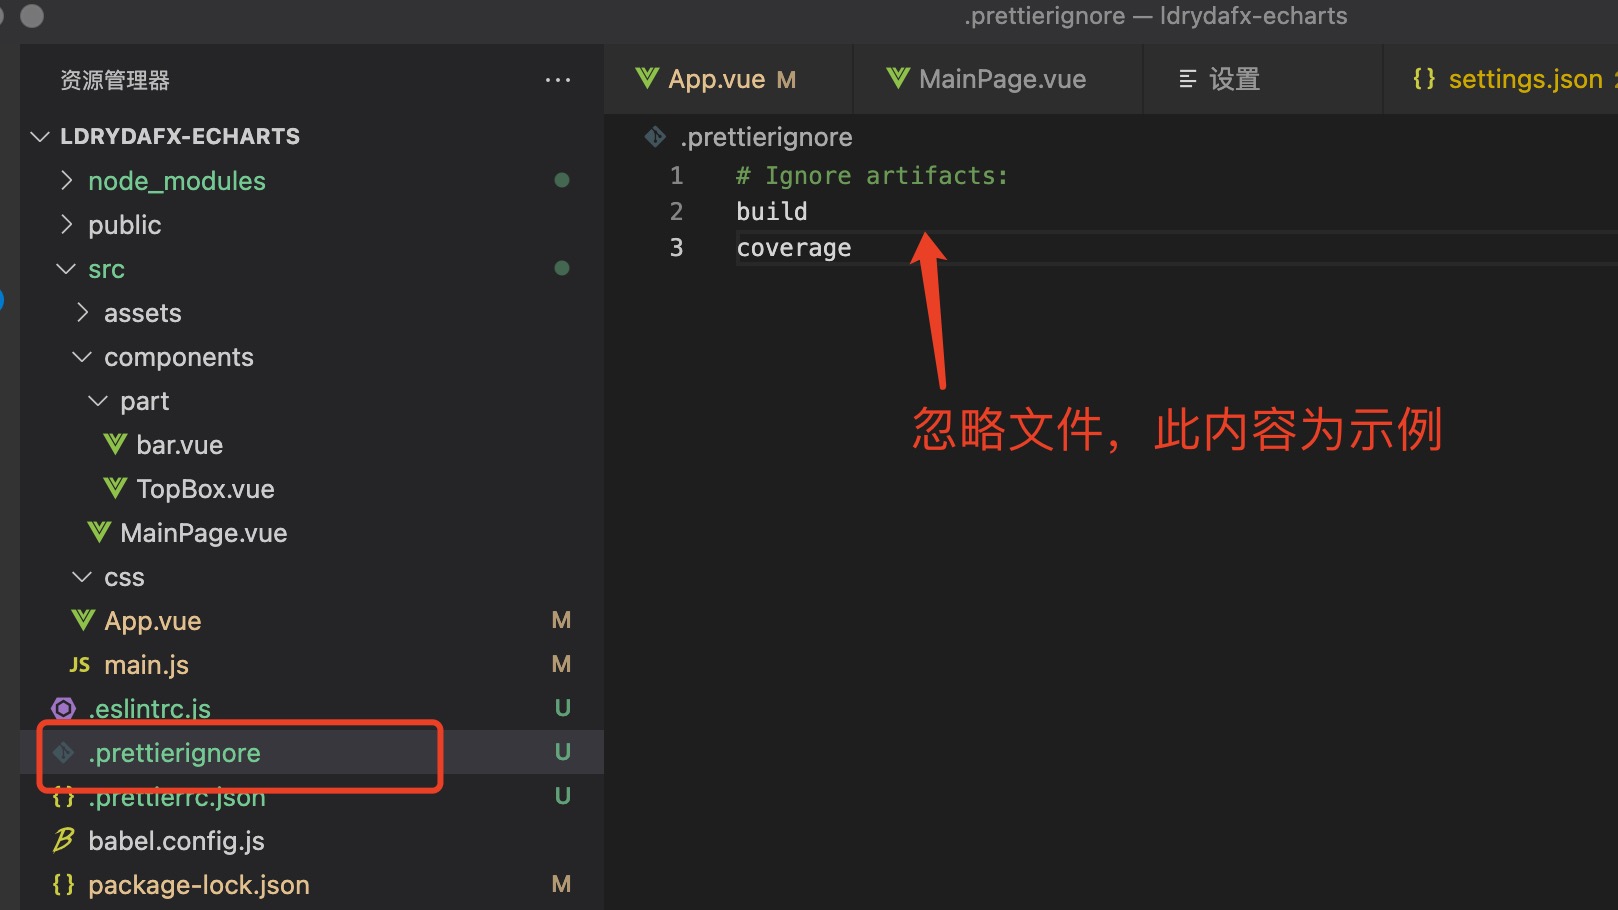 .prettierignore — ldrydafx-echarts
资源管理器 ···
LDRYDAFX-ECHARTS
node_modules
public
src
assets
components
part
bar.vue
TopBox.vue
MainPage.vue
css
App.vue M
JS main.js M
.eslintrc.js U
.prettierignore U
{} .prettierrc.json U
babel.config.js
{} package-lock.json M
App.vue M
MainPage.vue
设置
{} settings.json
.prettierignore
1 # Ignore artifacts:
2 build
3 coverage
忽略文件，此内容为示例